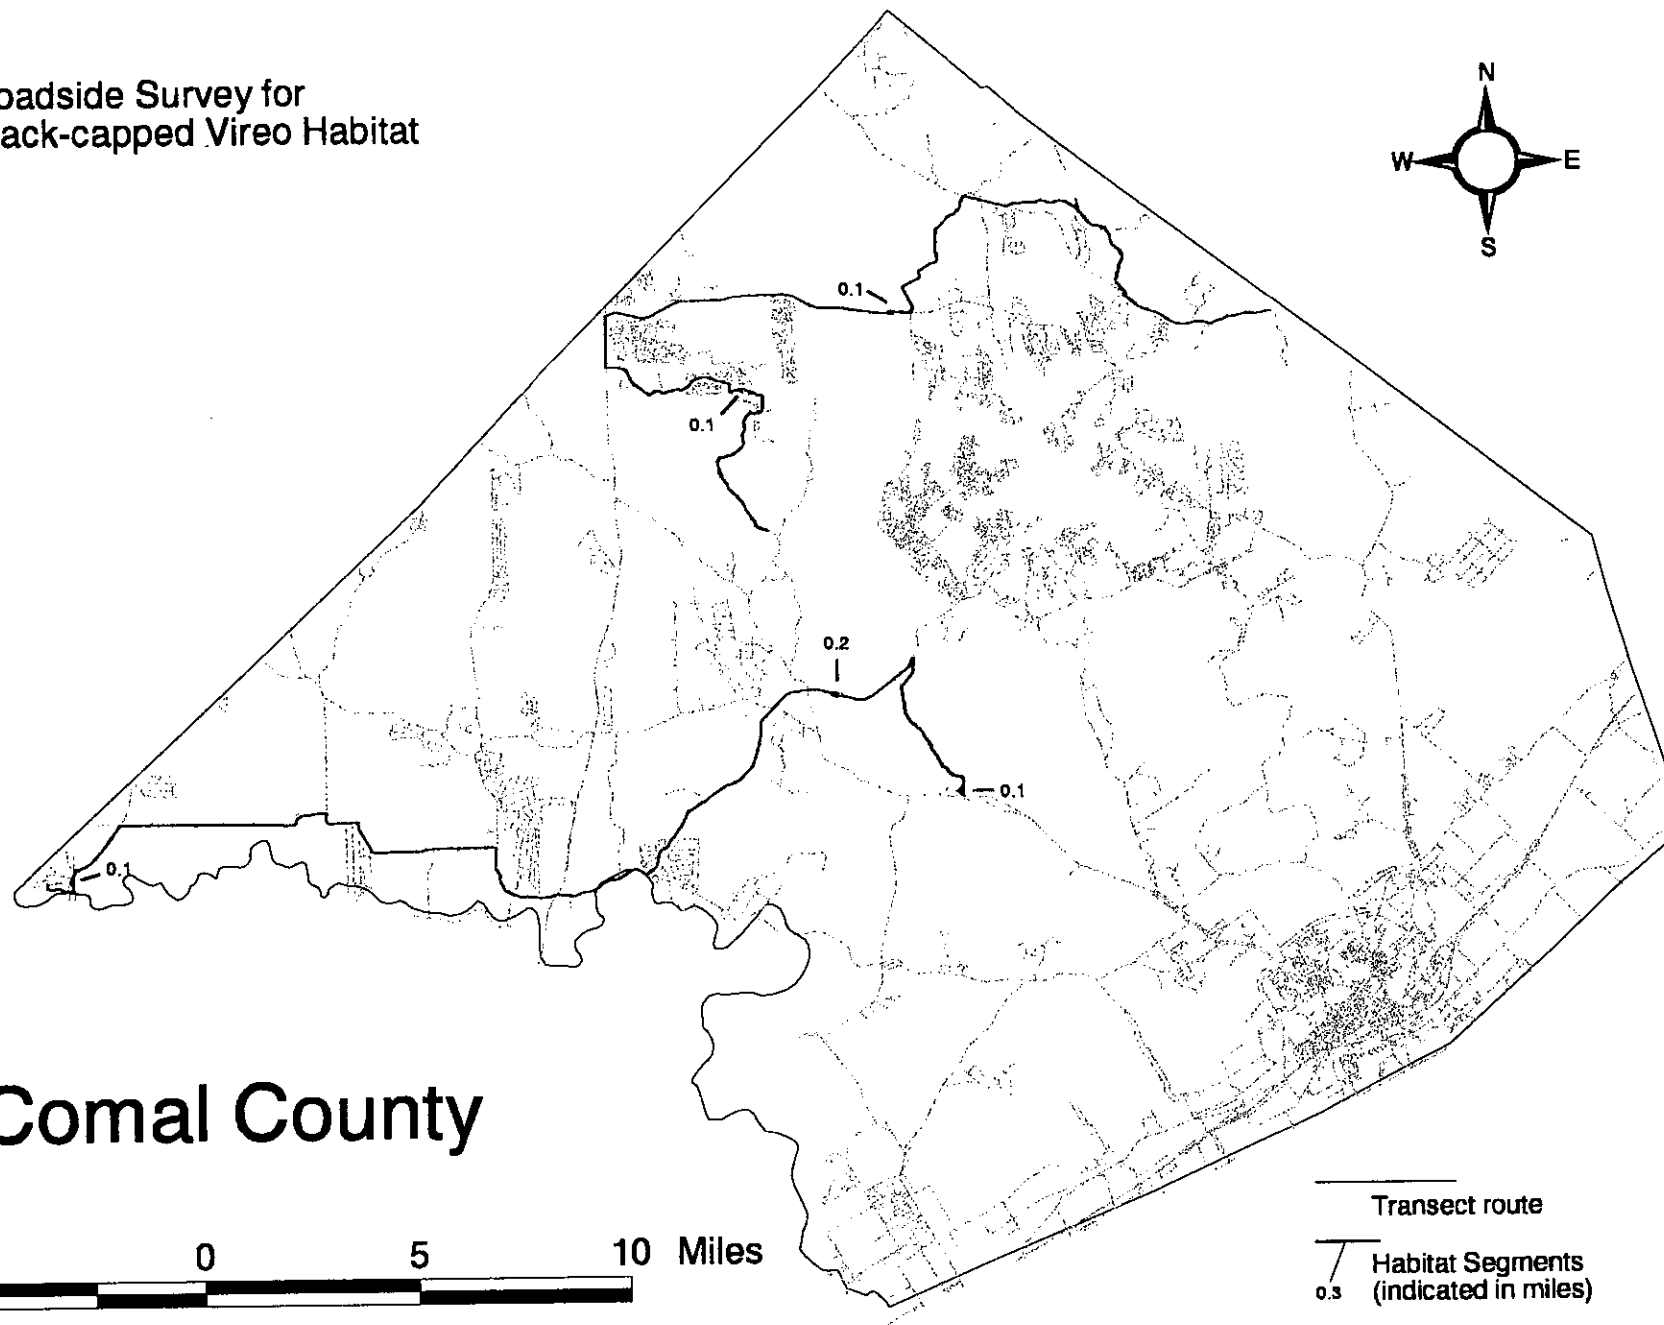 oadside Survey for
ack-capped Vireo Habitat
N
W
E
S
0.1
0.1
0.2
0.1
0.1
Comal County
0 5 10 Miles
Transect route
Habitat Segments
0.3 (indicated in miles)